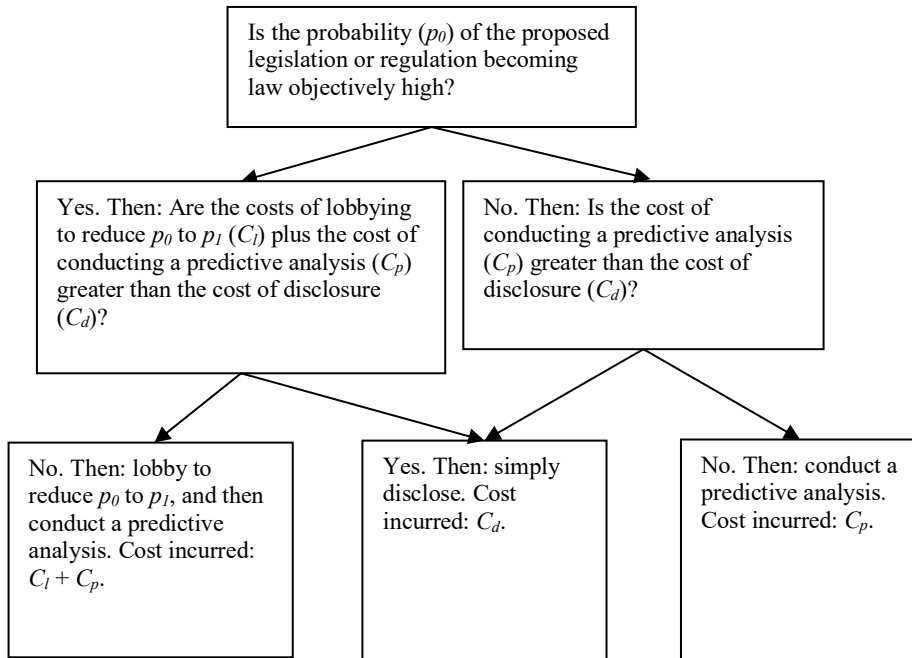 Is the probability (p0) of the proposed
legislation or regulation becoming
law objectively high?
Yes. Then: Are the costs of lobbying
to reduce p0 to p1 (Cl) plus the cost of
conducting a predictive analysis (Cp)
greater than the cost of disclosure
(Cd)?
No. Then: Is the cost of
conducting a predictive analysis
(Cp) greater than the cost of
disclosure (Cd)?
No. Then: lobby to
reduce p0 to p1, and then
conduct a predictive
analysis. Cost incurred:
Cl + Cp.
Yes. Then: simply
disclose. Cost
incurred: Cd.
No. Then: conduct a
predictive analysis.
Cost incurred: Cp.